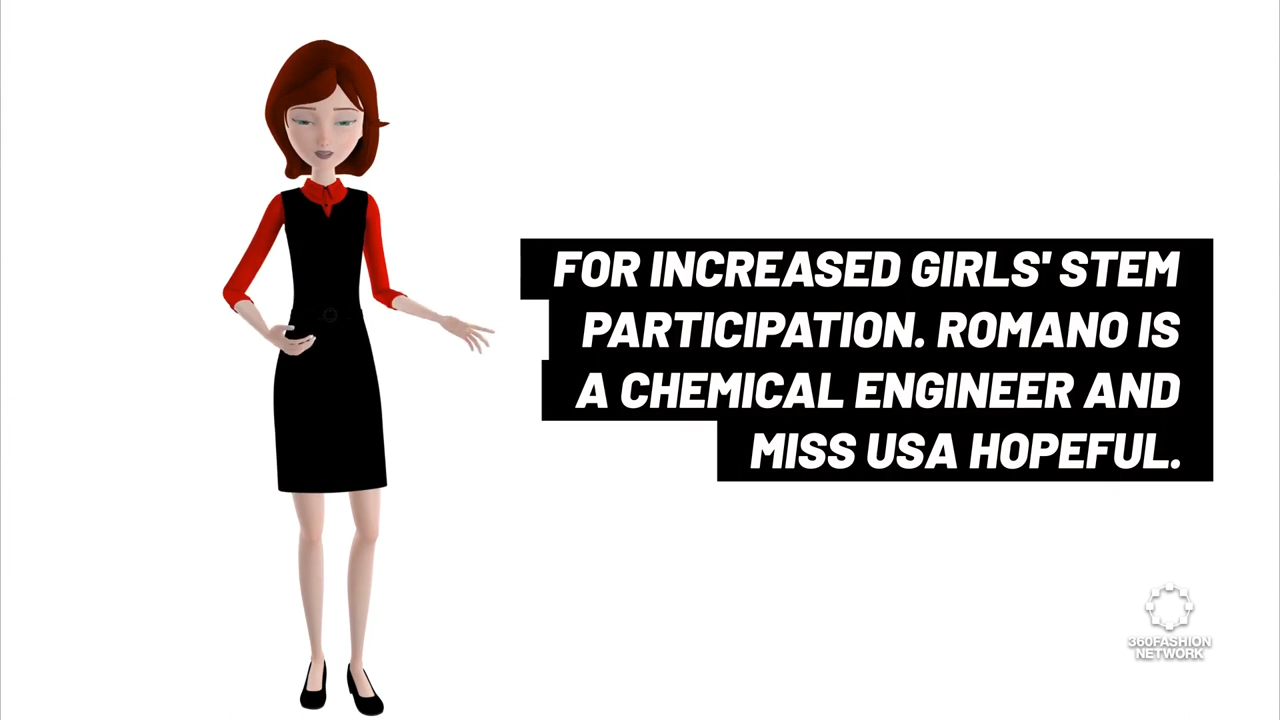 FOR INCREASED GIRLS' STEM
PARTICIPATION. ROMANO IS
A CHEMICAL ENGINEER AND
MISS USA HOPEFUL.
360FASHION
NETWORK